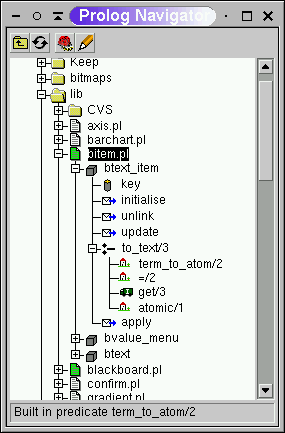 Prolog Navigator
Keep
bitmaps
lib
CVS
axis.pl
barchart.pl
bitem.pl
btext_item
key
initialise
unlink
update
to_text/3
term_to_atom/2
=/2
get/3
atomic/1
apply
bvalue_menu
btext
blackboard.pl
confirm.pl
gradient.pl
Built in predicate term_to_atom/2